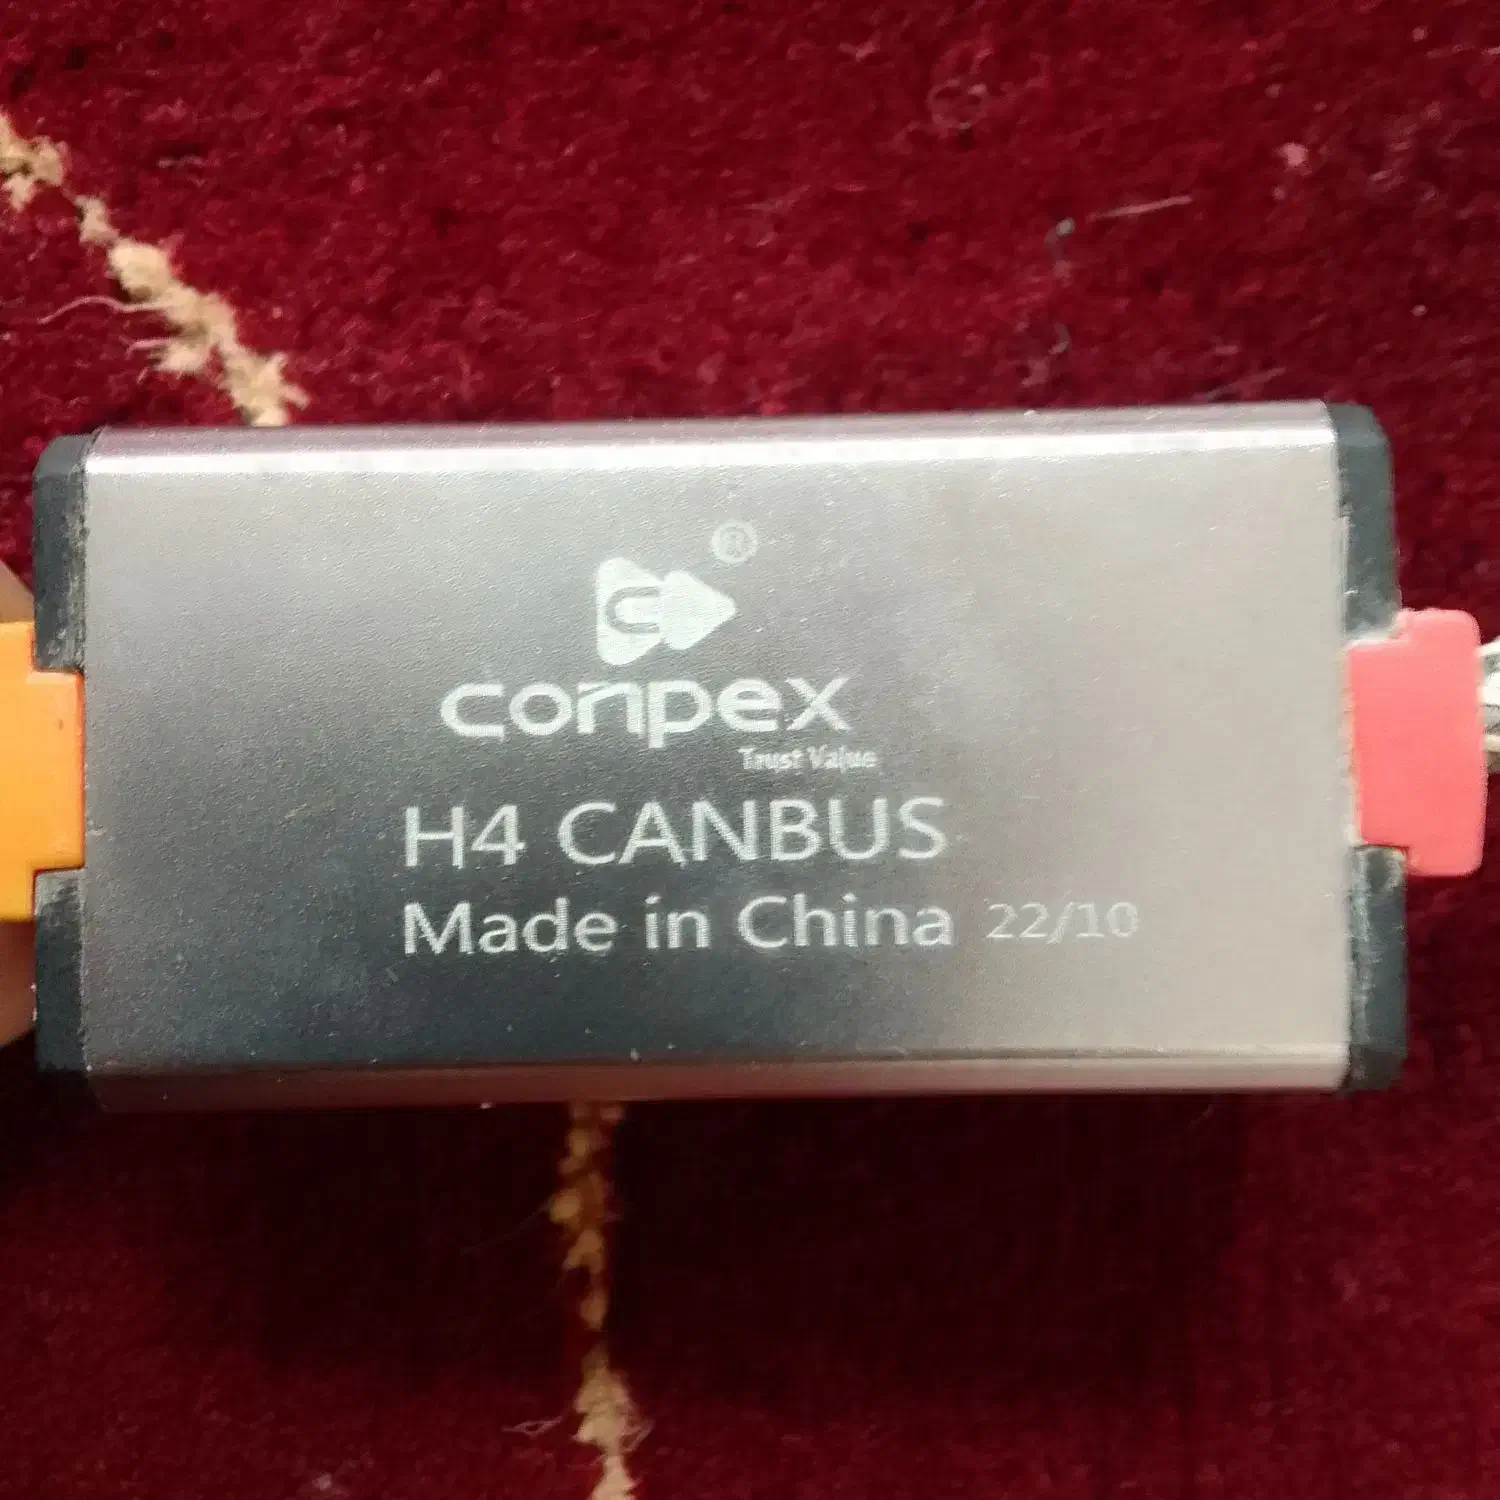 ®
conpex
Trust Value
H4 CANBUS
Made in China 22/10